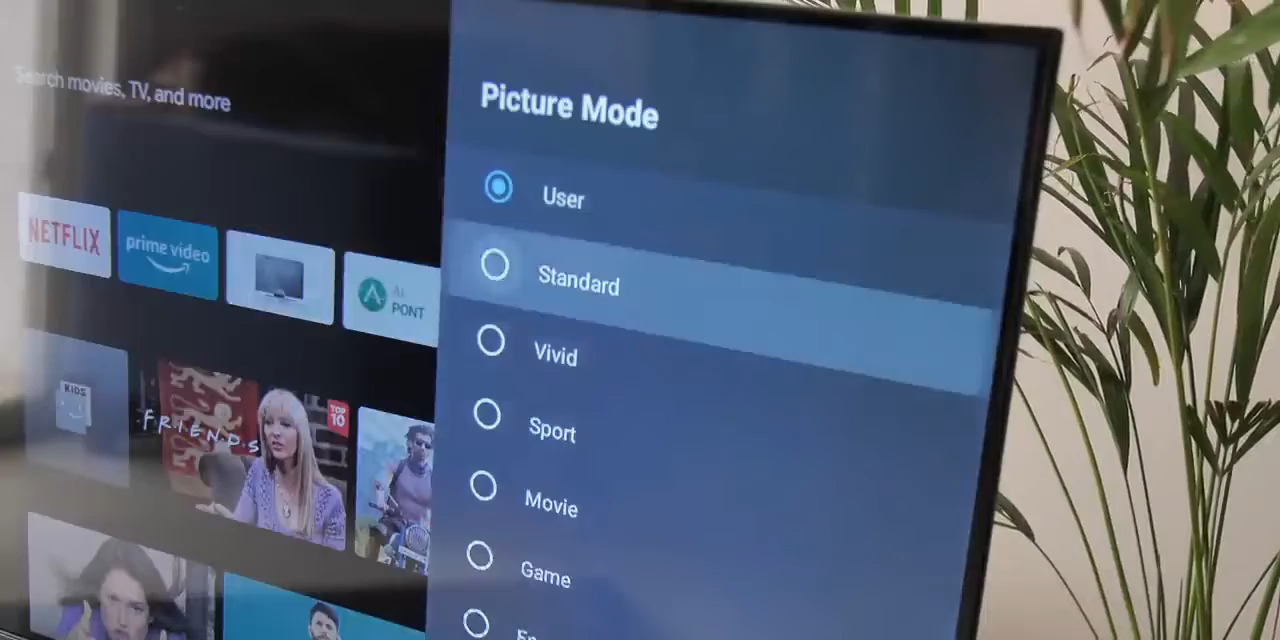 Search movies, TV, and more
Picture Mode
User
Standard
Vivid
Sport
Movie
Game
NETFLIX
prime video
AI
PONT
KIDS
FRIENDS
TOP
10